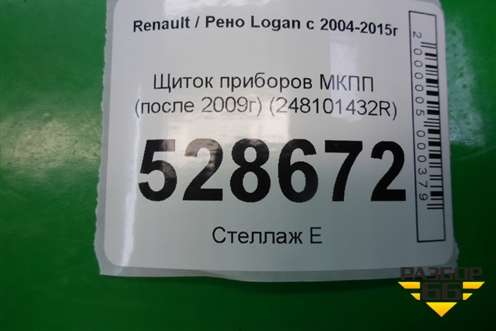 Renault / Рено Logan с 2004-2015г
Щиток приборов МКПП
(после 2009г) (248101432R)
528672
Стеллаж Е
2000005000379
РАЗБОР
66